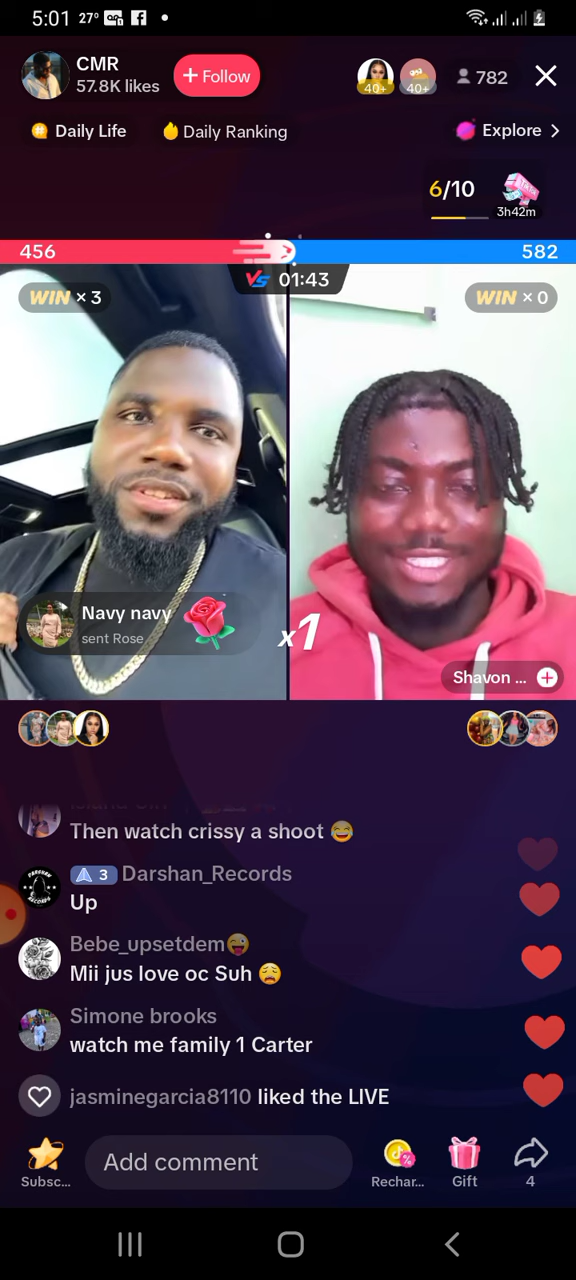 5:01 27°
CMR
57.8K likes
+ Follow
40+
40+
782
Daily Life
Daily Ranking
Explore
6/10
3h42m
456
582
VS 01:43
WIN × 3
WIN × 0
Navy navy
sent Rose
x1
Shavon ...
Then watch crissy a shoot 😂
3 Darshan_Records
Up
Bebe_upsetdem😜
Mii jus love oc Suh 😩
Simone brooks
watch me family 1 Carter
jasminegarcia8110 liked the LIVE
Add comment
Subsc...
Rechar...
Gift
4